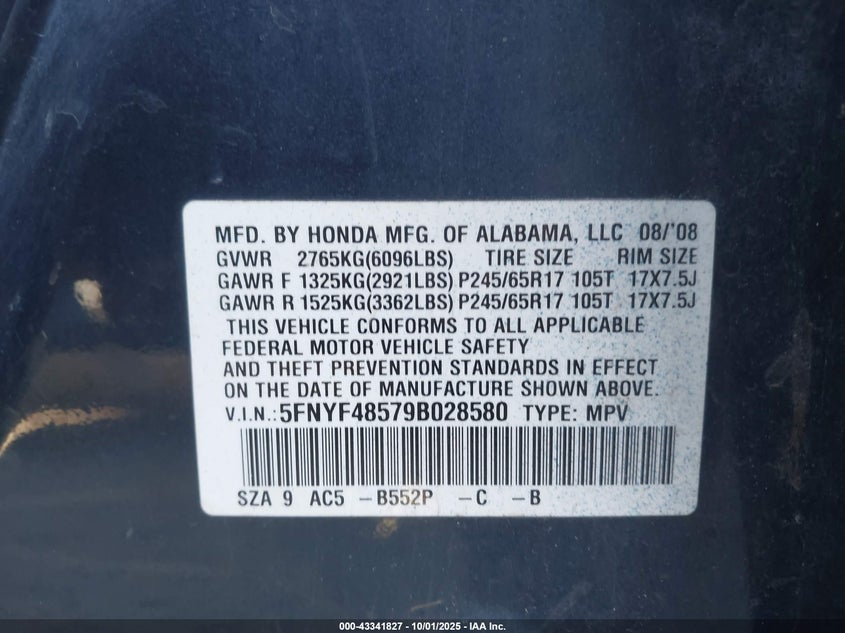 MFD. BY HONDA MFG. OF ALABAMA, LLC 08/'08
GVWR 2765KG(6096LBS) TIRE SIZE RIM SIZE
GAWR F 1325KG(2921LBS) P245/65R17 105T 17X7.5J
GAWR R 1525KG(3362LBS) P245/65R17 105T 17X7.5J
THIS VEHICLE CONFORMS TO ALL APPLICABLE
FEDERAL MOTOR VEHICLE SAFETY
AND THEFT PREVENTION STANDARDS IN EFFECT
ON THE DATE OF MANUFACTURE SHOWN ABOVE.
V.I.N.: 5FNYF48579B028580 TYPE: MPV
SZA 9 AC5 -B552P -C -B
000-43341827 - 10/01/2025 - IAA Inc.